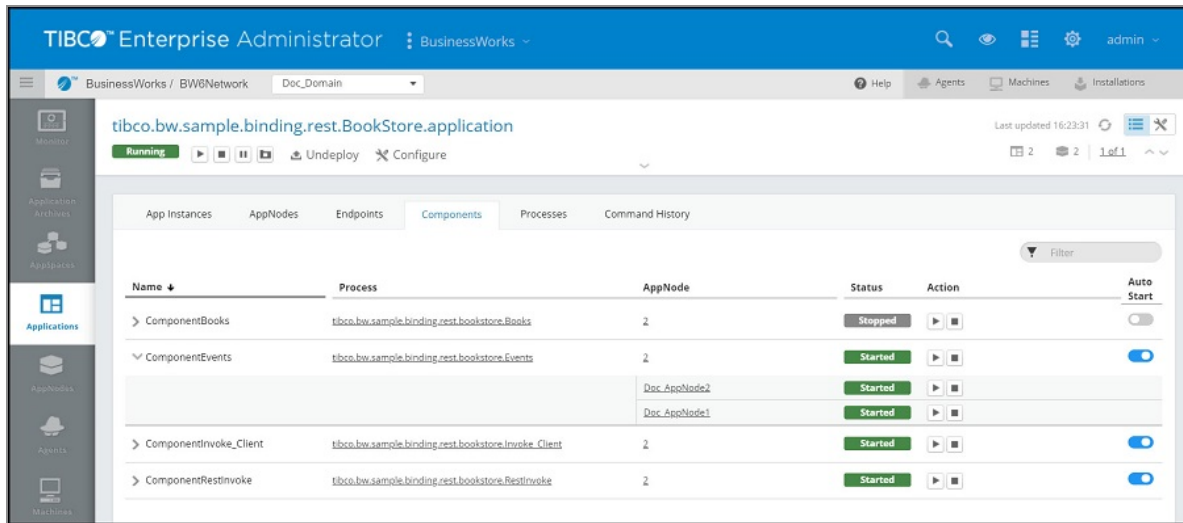 TIBCO™ Enterprise Administrator BusinessWorks admin
BusinessWorks / BW6Network Doc_Domain Help Agents Machines Installations
Monitor
tibco.bw.sample.binding.rest.BookStore.application Last updated 16:23:31
Running Undeploy Configure 2 2 1 of 1
Application
Archives
App Instances AppNodes Endpoints Components Processes Command History
AppSpaces
Filter
Name Process AppNode Status Action Auto
Start
Applications
ComponentBooks tibco.bw.sample.binding.rest.bookstore.Books 2 Stopped
ComponentEvents tibco.bw.sample.binding.rest.bookstore.Events 2 Started
AppNodes
Doc_AppNode2 Started
Doc_AppNode1 Started
ComponentInvoke_Client tibco.bw.sample.binding.rest.bookstore.Invoke_Client 2 Started
Agents
ComponentRestInvoke tibco.bw.sample.binding.rest.bookstore.RestInvoke 2 Started
Machines